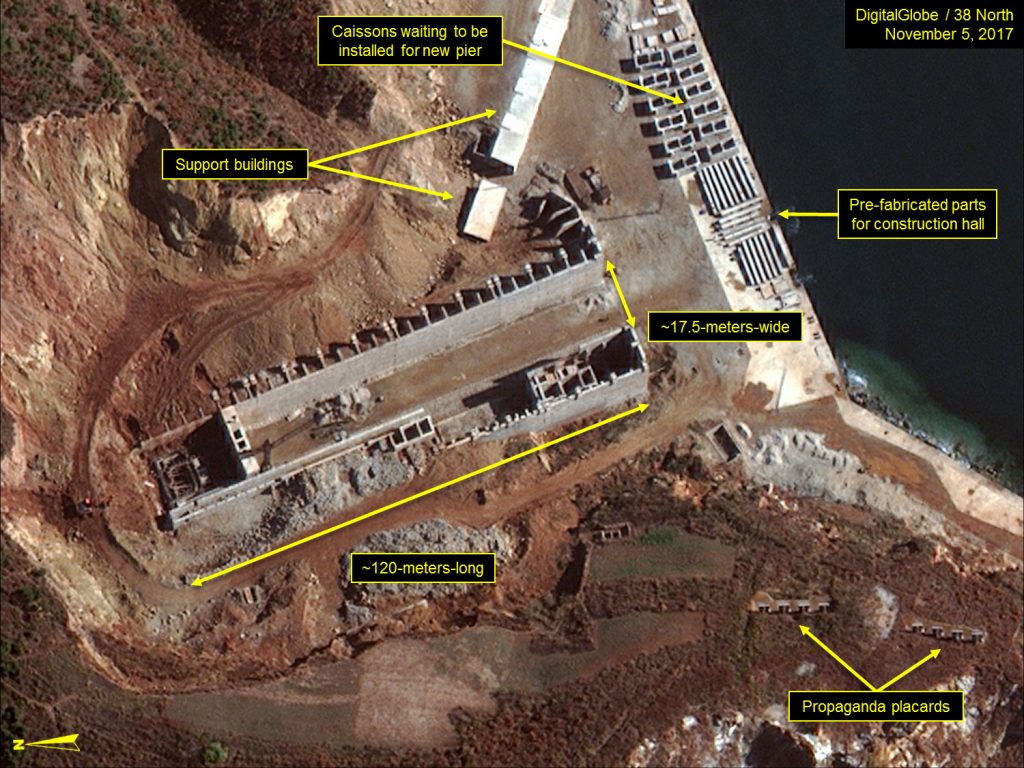 DigitalGlobe / 38 North
November 5, 2017
Caissons waiting to be
installed for new pier
Support buildings
Pre-fabricated parts
for construction hall
~17.5-meters-wide
~120-meters-long
Propaganda placards
N